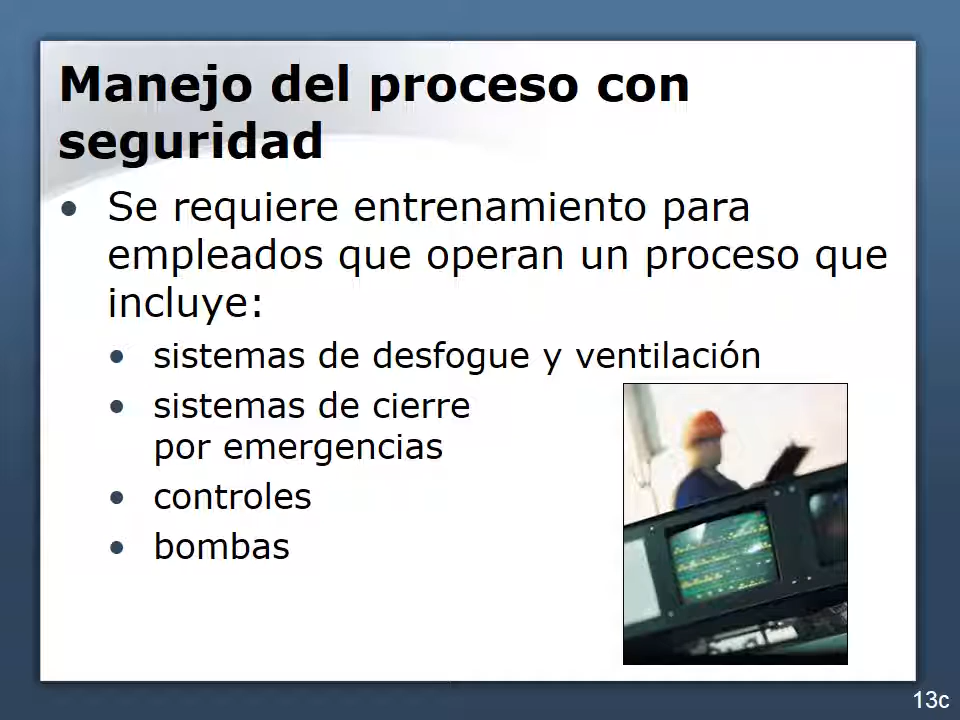 Manejo del proceso con
seguridad
• Se requiere entrenamiento para
empleados que operan un proceso que
incluye:
• sistemas de desfogue y ventilación
• sistemas de cierre
por emergencias
• controles
• bombas
13c